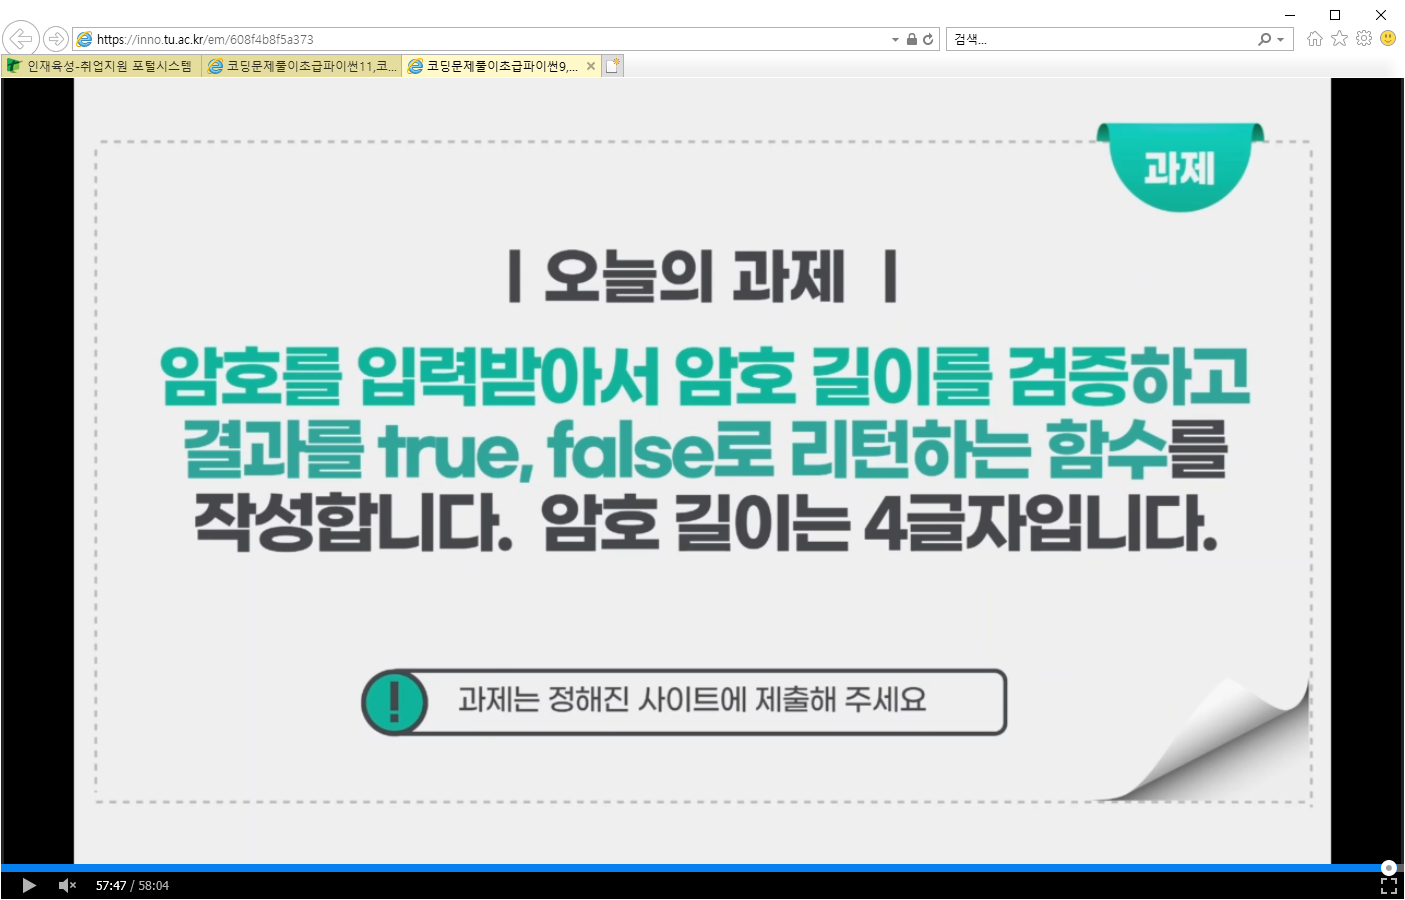 https://inno.tu.ac.kr/em/608f4b8f5a373
검색...
인재육성-취업지원 포털시스템
코딩문제풀이초급파이썬11,코...
코딩문제풀이초급파이썬9,...
과제
| 오늘의 과제 |
암호를 입력받아서 암호 길이를 검증하고
결과를 true, false로 리턴하는 함수를
작성합니다. 암호 길이는 4글자입니다.
! 과제는 정해진 사이트에 제출해 주세요
57:47 / 58:04